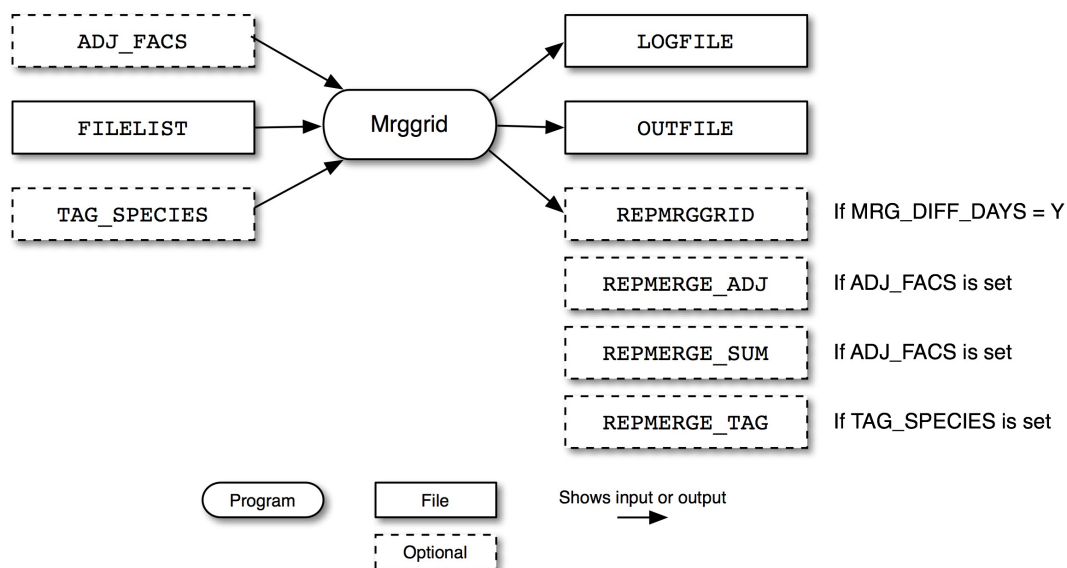 ADJ_FACS
FILELIST
TAG_SPECIES
Mrggrid
LOGFILE
OUTFILE
REPMRGGRID If MRG_DIFF_DAYS = Y
REPMERGE_ADJ If ADJ_FACS is set
REPMERGE_SUM If ADJ_FACS is set
REPMERGE_TAG If TAG_SPECIES is set
Program
File
Shows input or output
Optional